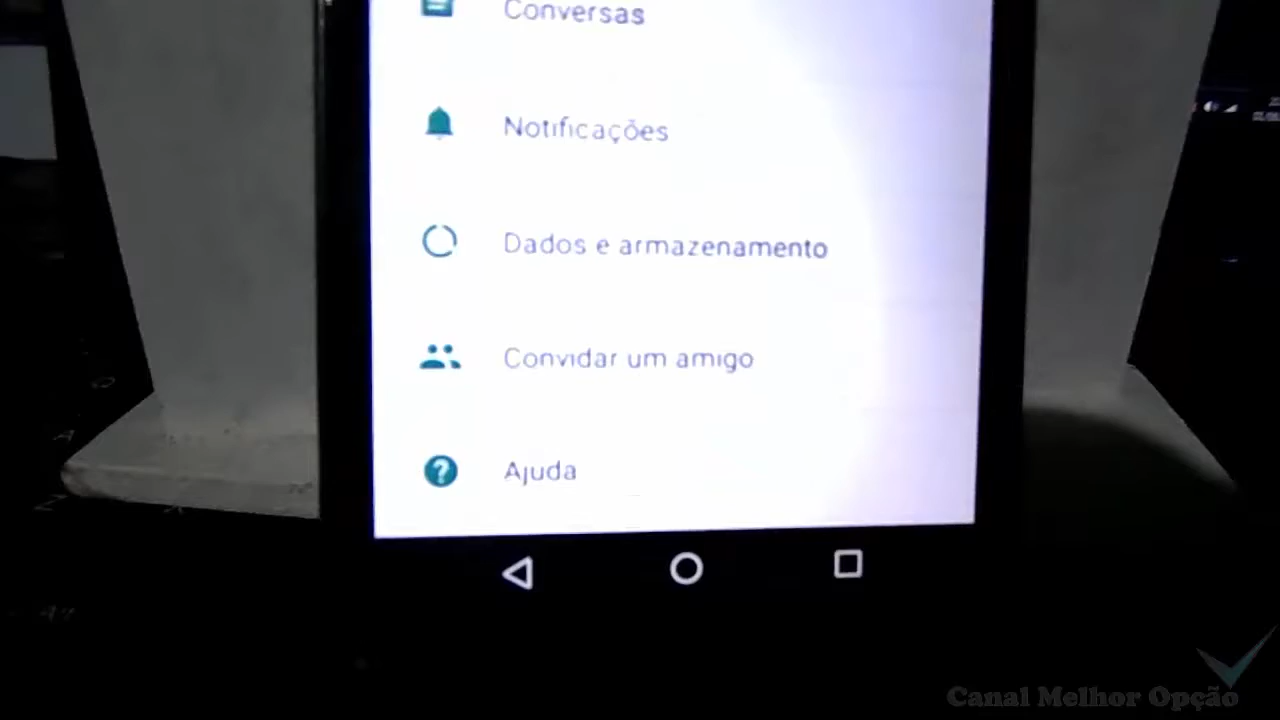 Conversas
Notificações
Dados e armazenamento
Convidar um amigo
Ajuda
Canal Melhor Opção